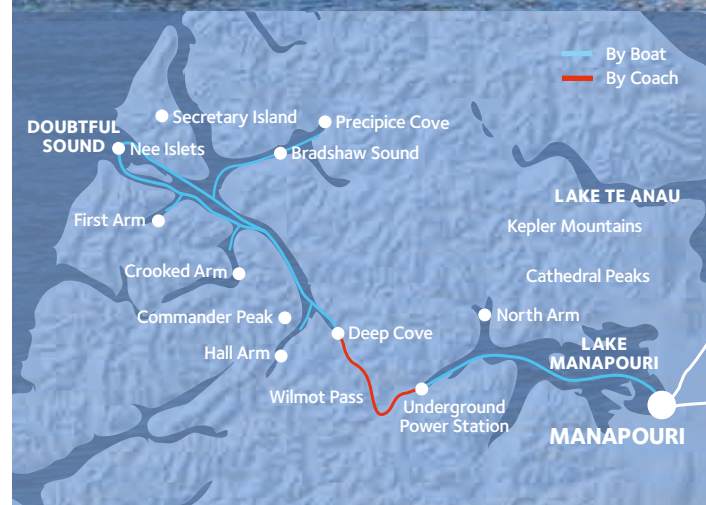 By Boat
By Coach
Secretary Island
Precipice Cove
DOUBTFUL
SOUND
Nee Islets
Bradshaw Sound
LAKE TE ANAU
First Arm
Kepler Mountains
Crooked Arm
Cathedral Peaks
Commander Peak
North Arm
Deep Cove
Hall Arm
LAKE
MANAPOURI
Wilmot Pass
Underground
Power Station
MANAPOURI